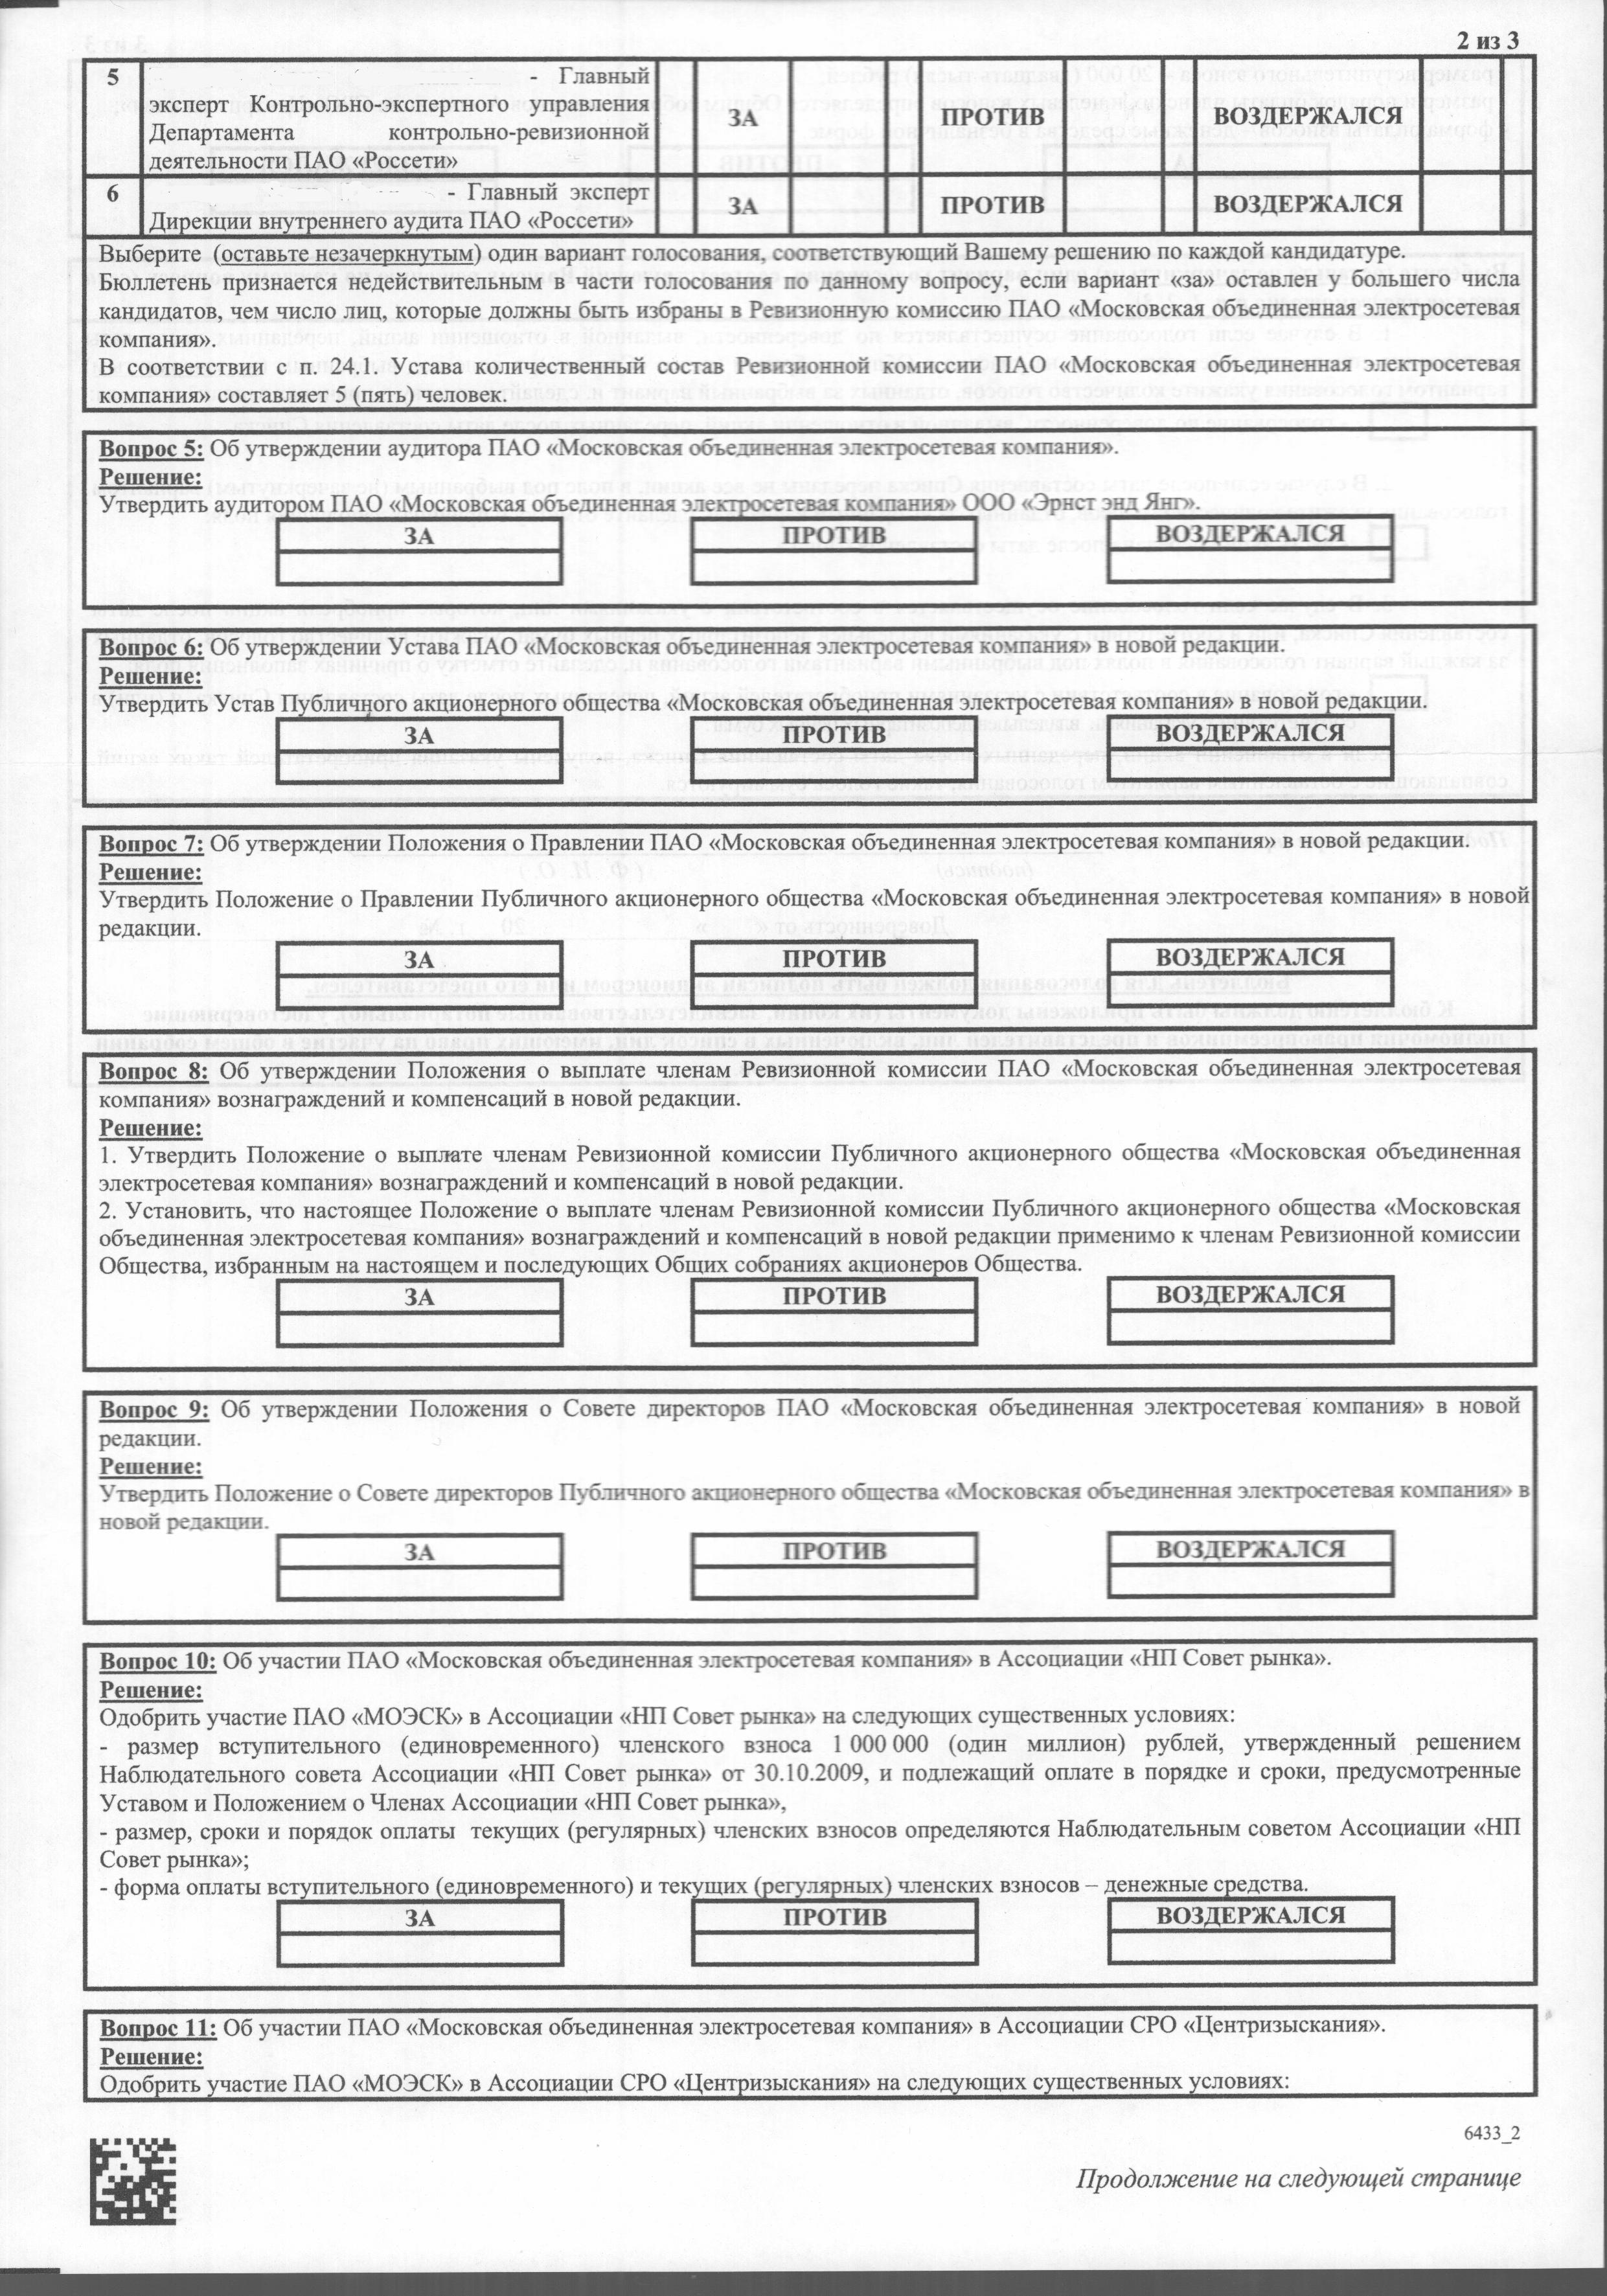 2 из 3
5 - Главный
эксперт Контрольно-экспертного управления
Департамента контрольно-ревизионной
деятельности ПАО «Россети»
ЗА ПРОТИВ ВОЗДЕРЖАЛСЯ
6 - Главный эксперт
Дирекции внутреннего аудита ПАО «Россети»
ЗА ПРОТИВ ВОЗДЕРЖАЛСЯ
Выберите (оставьте незачеркнутым) один вариант голосования, соответствующий Вашему решению по каждой кандидатуре.
Бюллетень признается недействительным в части голосования по данному вопросу, если вариант «за» оставлен у большего числа
кандидатов, чем число лиц, которые должны быть избраны в Ревизионную комиссию ПАО «Московская объединенная электросетевая
компания».
В соответствии с п. 24.1. Устава количественный состав Ревизионной комиссии ПАО «Московская объединенная электросетевая
компания» составляет 5 (пять) человек.
Вопрос 5: Об утверждении аудитора ПАО «Московская объединенная электросетевая компания».
Решение:
Утвердить аудитором ПАО «Московская объединенная электросетевая компания» ООО «Эрнст энд Янг».
ЗА ПРОТИВ ВОЗДЕРЖАЛСЯ
Вопрос 6: Об утверждении Устава ПАО «Московская объединенная электросетевая компания» в новой редакции.
Решение:
Утвердить Устав Публичного акционерного общества «Московская объединенная электросетевая компания» в новой редакции.
ЗА ПРОТИВ ВОЗДЕРЖАЛСЯ
Вопрос 7: Об утверждении Положения о Правлении ПАО «Московская объединенная электросетевая компания» в новой редакции.
Решение:
Утвердить Положение о Правлении Публичного акционерного общества «Московская объединенная электросетевая компания» в новой
редакции.
ЗА ПРОТИВ ВОЗДЕРЖАЛСЯ
Вопрос 8: Об утверждении Положения о выплате членам Ревизионной комиссии ПАО «Московская объединенная электросетевая
компания» вознаграждений и компенсаций в новой редакции.
Решение:
1. Утвердить Положение о выплате членам Ревизионной комиссии Публичного акционерного общества «Московская объединенная
электросетевая компания» вознаграждений и компенсаций в новой редакции.
2. Установить, что настоящее Положение о выплате членам Ревизионной комиссии Публичного акционерного общества «Московская
объединенная электросетевая компания» вознаграждений и компенсаций в новой редакции применимо к членам Ревизионной комиссии
Общества, избранным на настоящем и последующих Общих собраниях акционеров Общества.
ЗА ПРОТИВ ВОЗДЕРЖАЛСЯ
Вопрос 9: Об утверждении Положения о Совете директоров ПАО «Московская объединенная электросетевая компания» в новой
редакции.
Решение:
Утвердить Положение о Совете директоров Публичного акционерного общества «Московская объединенная электросетевая компания» в
новой редакции.
ЗА ПРОТИВ ВОЗДЕРЖАЛСЯ
Вопрос 10: Об участии ПАО «Московская объединенная электросетевая компания» в Ассоциации «НП Совет рынка».
Решение:
Одобрить участие ПАО «МОЭСК» в Ассоциации «НП Совет рынка» на следующих существенных условиях:
- размер вступительного (единовременного) членского взноса 1 000 000 (один миллион) рублей, утвержденный решением
Наблюдательного совета Ассоциации «НП Совет рынка» от 30.10.2009, и подлежащий оплате в порядке и сроки, предусмотренные
Уставом и Положением о Членах Ассоциации «НП Совет рынка»,
- размер, сроки и порядок оплаты текущих (регулярных) членских взносов определяются Наблюдательным советом Ассоциации «НП
Совет рынка»;
- форма оплаты вступительного (единовременного) и текущих (регулярных) членских взносов – денежные средства.
ЗА ПРОТИВ ВОЗДЕРЖАЛСЯ
Вопрос 11: Об участии ПАО «Московская объединенная электросетевая компания» в Ассоциации СРО «Центризыскания».
Решение:
Одобрить участие ПАО «МОЭСК» в Ассоциации СРО «Центризыскания» на следующих существенных условиях:
6433_2
Продолжение на следующей странице